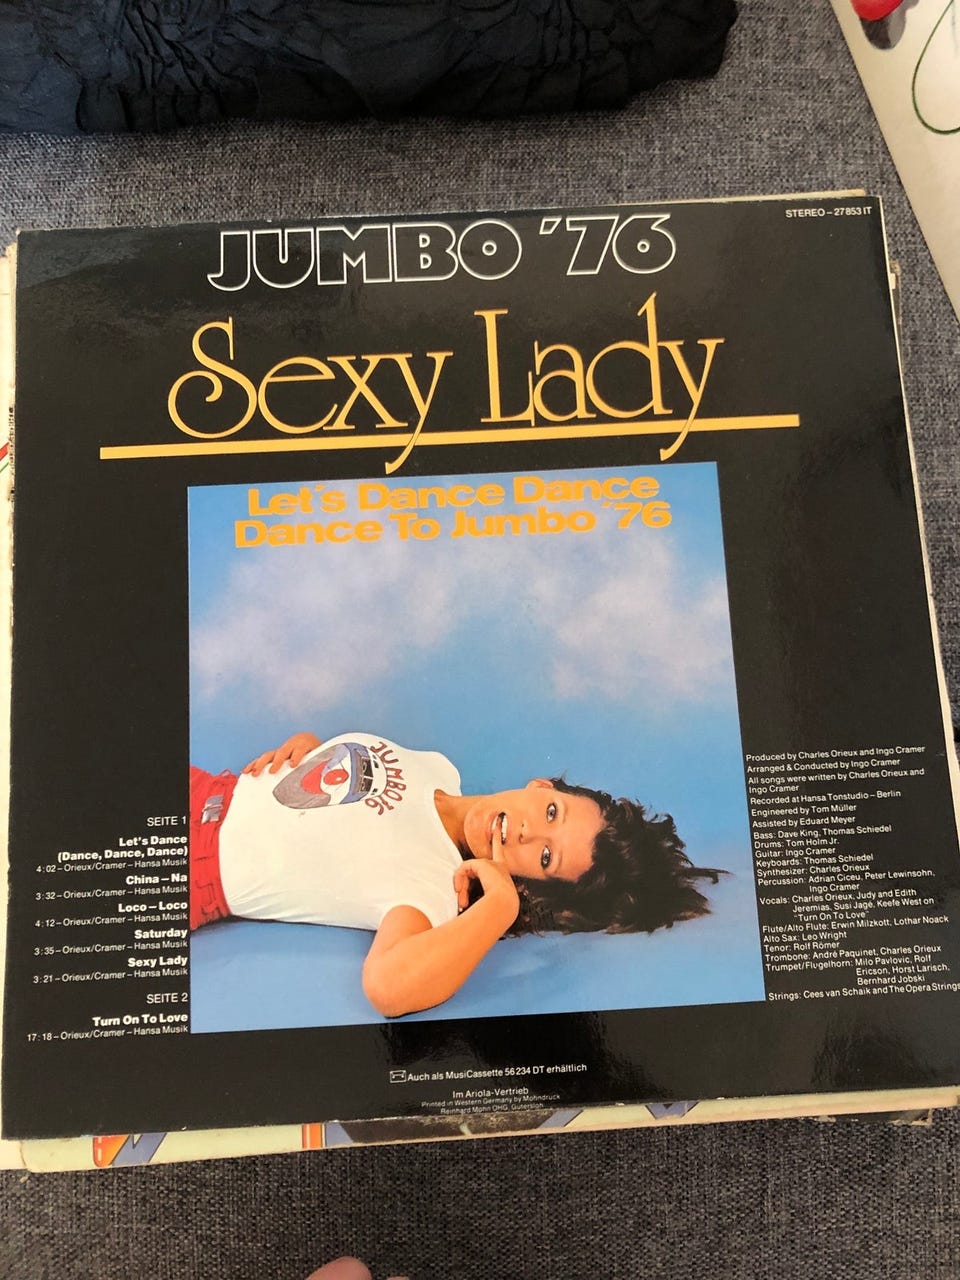 STEREO – 27 853 IT
JUMBO '76
Sexy Lady
Let's Dance Dance
Dance To Jumbo '76
JUMBO 76
SEITE 1
Let's Dance
(Dance, Dance, Dance)
4:02 – Orieux/Cramer – Hansa Musik
China – Na
3:32 – Orieux/Cramer – Hansa Musik
Loco – Loco
4:12 – Orieux/Cramer – Hansa Musik
Saturday
3:35 – Orieux/Cramer – Hansa Musik
Sexy Lady
3:21 – Orieux/Cramer – Hansa Musik
SEITE 2
Turn On To Love
17:18 – Orieux/Cramer – Hansa Musik
Produced by Charles Orieux and Ingo Cramer
Arranged & Conducted by Ingo Cramer
All songs were written by Charles Orieux and
Ingo Cramer
Recorded at Hansa Tonstudio – Berlin
Engineered by Tom Müller
Assisted by Eduard Meyer
Bass: Dave King, Thomas Schiedel
Drums: Tom Holm Jr.
Guitar: Ingo Cramer
Keyboards: Thomas Schiedel
Synthesizer: Charles Orieux
Percussion: Adrian Ciceu, Peter Lewinsohn,
Ingo Cramer
Vocals: Charles Orieux, Judy and Edith
Jeremias, Susi Jagé, Keefe West on
"Turn On To Love"
Flute/Alto Flute: Erwin Milzkott, Lothar Noack
Alto Sax: Leo Wright
Tenor: Rolf Römer
Trombone: André Paquinet, Charles Orieux
Trumpet/Flugelhorn: Milo Pavlovic, Rolf
Ericson, Horst Larisch,
Bernhard Jobski
Strings: Cees van Schaik and The Opera Strings
Auch als MusiCassette 56 234 DT erhältlich
Im Ariola-Vertrieb
Printed in Western Germany by Mohndruck
Reinhard Mohn OHG, Gütersloh